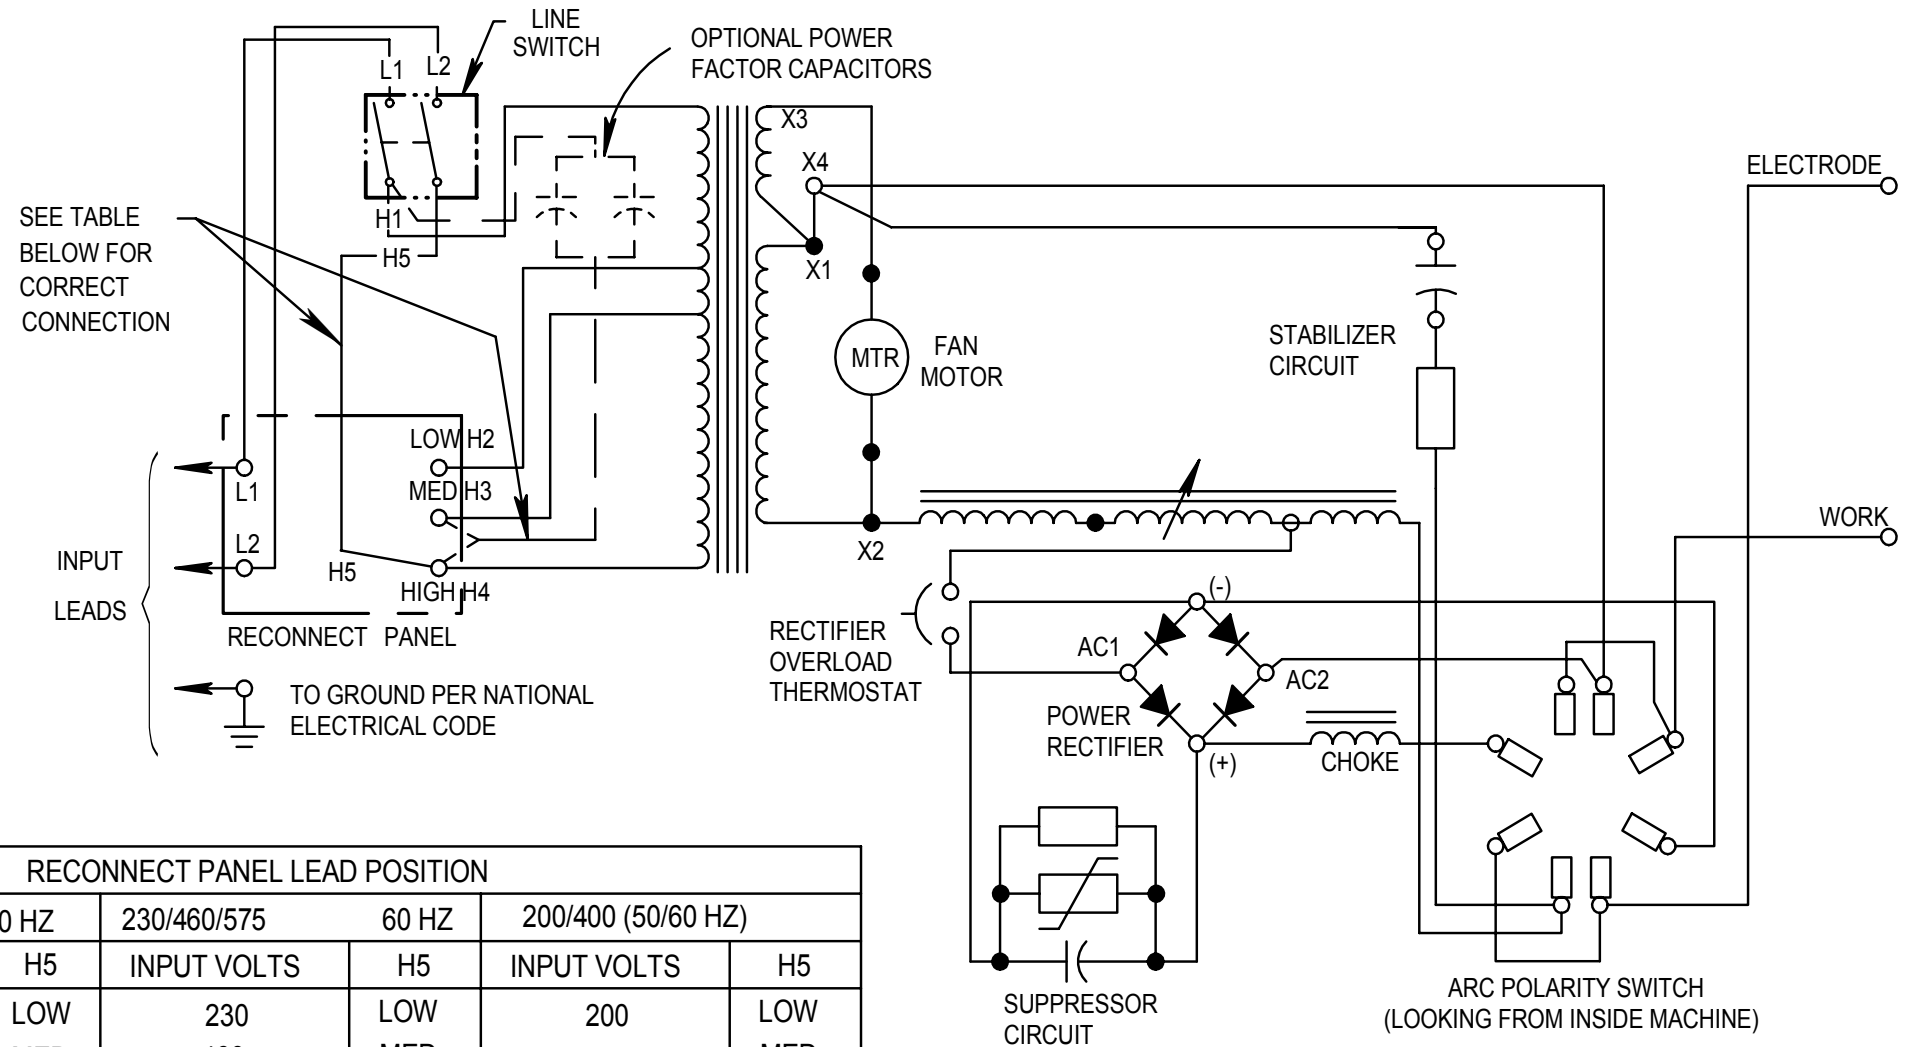 LINE
SWITCH
OPTIONAL POWER
FACTOR CAPACITORS
L1
L2
H1
H5
SEE TABLE
BELOW FOR
CORRECT
CONNECTION
X3
X4
X1
X2
MTR
FAN
MOTOR
STABILIZER
CIRCUIT
ELECTRODE
WORK
LOW H2
MED H3
HIGH H4
H5
L1
L2
INPUT
LEADS
RECONNECT PANEL
TO GROUND PER NATIONAL
ELECTRICAL CODE
RECTIFIER
OVERLOAD
THERMOSTAT
(-)
AC1
AC2
(+)
POWER
RECTIFIER
CHOKE
SUPPRESSOR
CIRCUIT
ARC POLARITY SWITCH
(LOOKING FROM INSIDE MACHINE)
RECONNECT PANEL LEAD POSITION
0 HZ 230/460/575 60 HZ 200/400 (50/60 HZ)
H5 INPUT VOLTS H5 INPUT VOLTS H5
LOW 230 LOW 200 LOW